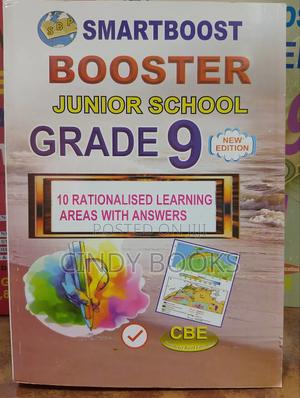 SBP
SMARTBOOST
BOOSTER
JUNIOR SCHOOL
GRADE 9
NEW
EDITION
10 RATIONALISED LEARNING
AREAS WITH ANSWERS
POSTED ON JIJI
CINDY BOOKS
CBE